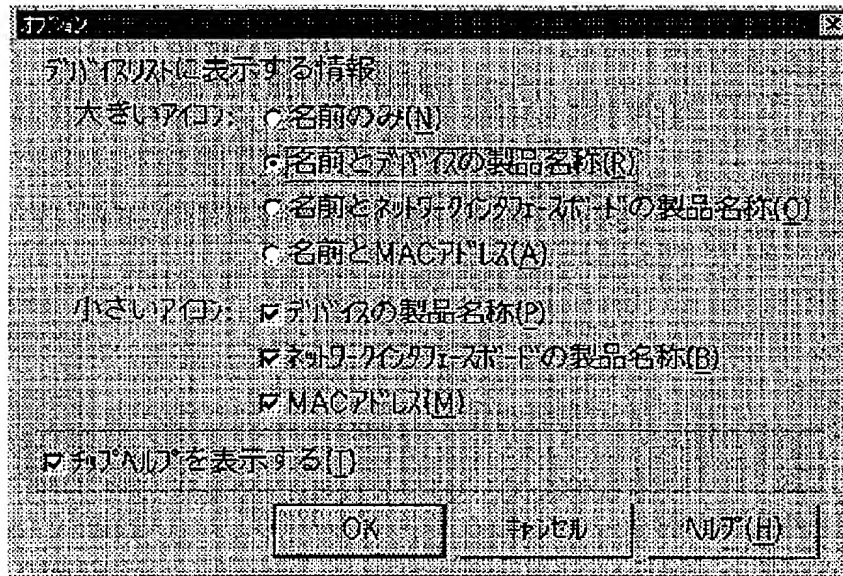 オプション
デバイスリストに表示する情報
大きいアイコン: 名前のみ(N)
名前とデバイスの製品名称(R)
名前とネットワークインタフェースボードの製品名称(O)
名前とMACアドレス(A)
小さいアイコン: デバイスの製品名称(P)
ネットワークインタフェースボードの製品名称(B)
MACアドレス(M)
チップヘルプを表示する(T)
OK キャンセル ヘルプ(H)